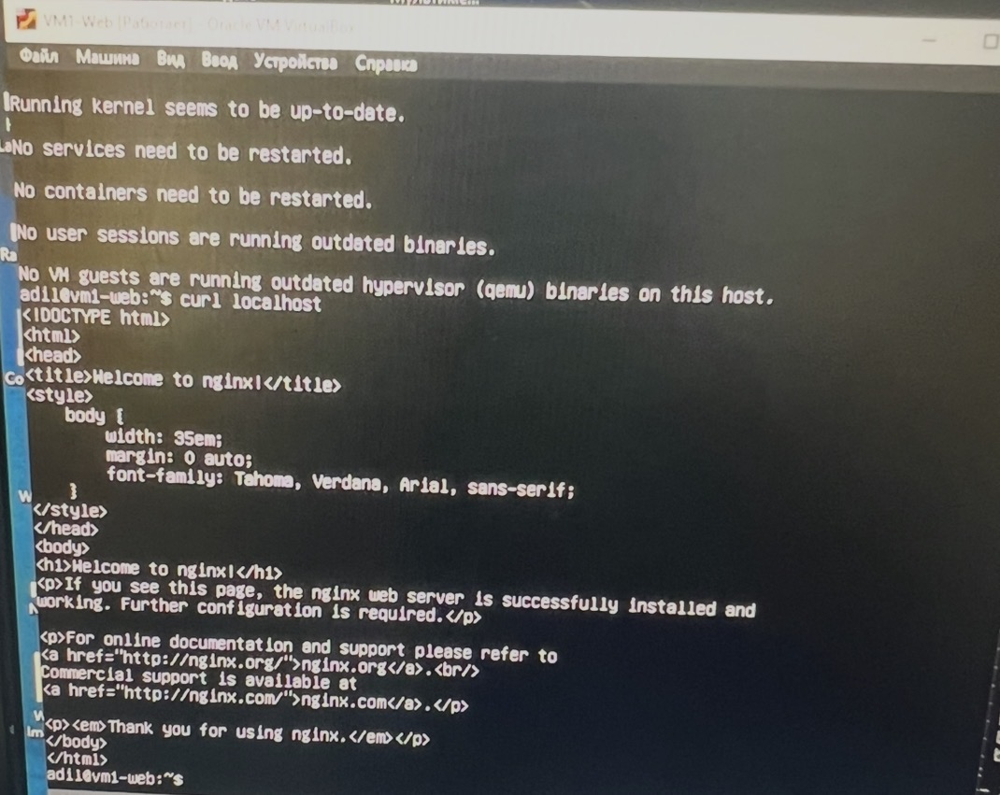 VM1-Web [Работает] - Oracle VM VirtualBox
Файл Машина Вид Ввод Устройства Справка
Running kernel seems to be up-to-date.
No services need to be restarted.
No containers need to be restarted.
No user sessions are running outdated binaries.
No VM guests are running outdated hypervisor (qemu) binaries on this host.
adil@vm1-web:~$ curl localhost
<!DOCTYPE html>
<html>
<head>
<title>Welcome to nginx!</title>
<style>
body {
width: 35em;
margin: 0 auto;
font-family: Tahoma, Verdana, Arial, sans-serif;
}
</style>
</head>
<body>
<h1>Welcome to nginx!</h1>
<p>If you see this page, the nginx web server is successfully installed and
working. Further configuration is required.</p>
<p>For online documentation and support please refer to
<a href="http://nginx.org/">nginx.org</a>.<br/>
Commercial support is available at
<a href="http://nginx.com/">nginx.com</a>.</p>
<p><em>Thank you for using nginx.</em></p>
</body>
</html>
adil@vm1-web:~$